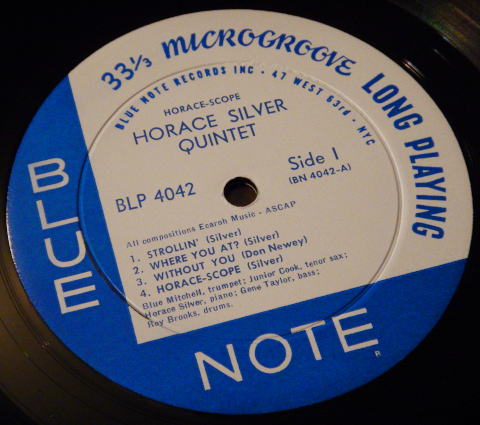 33⅓ MICROGROOVE LONG PLAYING
BLUE NOTE RECORDS INC • 47 WEST 63rd • NYC
HORACE-SCOPE
HORACE SILVER
QUINTET
BLP 4042
Side 1
(BN 4042-A)
All compositions Ecaroh Music - ASCAP
1. STROLLIN' (Silver)
2. WHERE YOU AT? (Silver)
3. WITHOUT YOU (Don Newey)
4. HORACE-SCOPE (Silver)
Blue Mitchell, trumpet; Junior Cook, tenor sax;
Horace Silver, piano; Gene Taylor, bass;
Roy Brooks, drums.
BLUE
NOTE
R